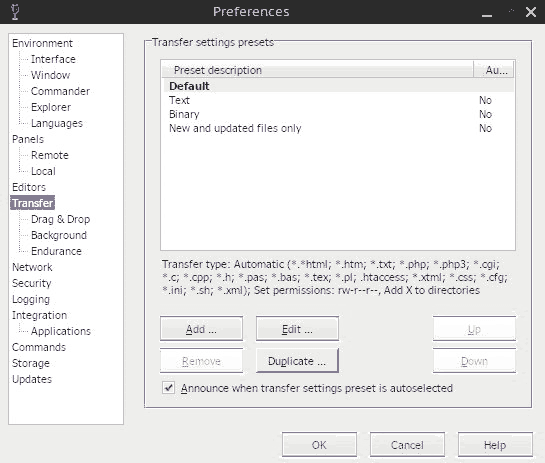 Preferences
Environment
Interface
Window
Commander
Explorer
Languages
Panels
Remote
Local
Editors
Transfer
Drag & Drop
Background
Endurance
Network
Security
Logging
Integration
Applications
Commands
Storage
Updates
Transfer settings presets
Preset description Au...
Default
Text No
Binary No
New and updated files only No
Transfer type: Automatic (*.*html; *.htm; *.txt; *.php; *.php3; *.cgi;
*.c; *.cpp; *.h; *.pas; *.bas; *.tex; *.pl; .htaccess; *.xtml; *.css; *.cfg;
*.ini; *.sh; *.xml); Set permissions: rw-r--r--, Add X to directories
Add ... Edit ... Up
Remove Duplicate ... Down
Announce when transfer settings preset is autoselected
OK Cancel Help